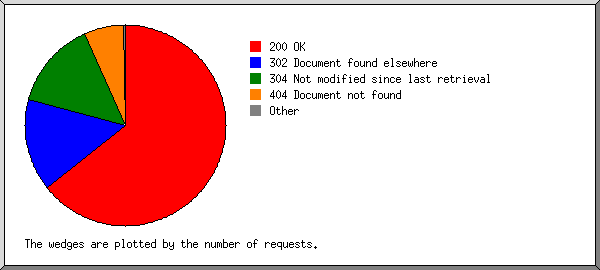 200 OK
302 Document found elsewhere
304 Not modified since last retrieval
404 Document not found
Other
The wedges are plotted by the number of requests.